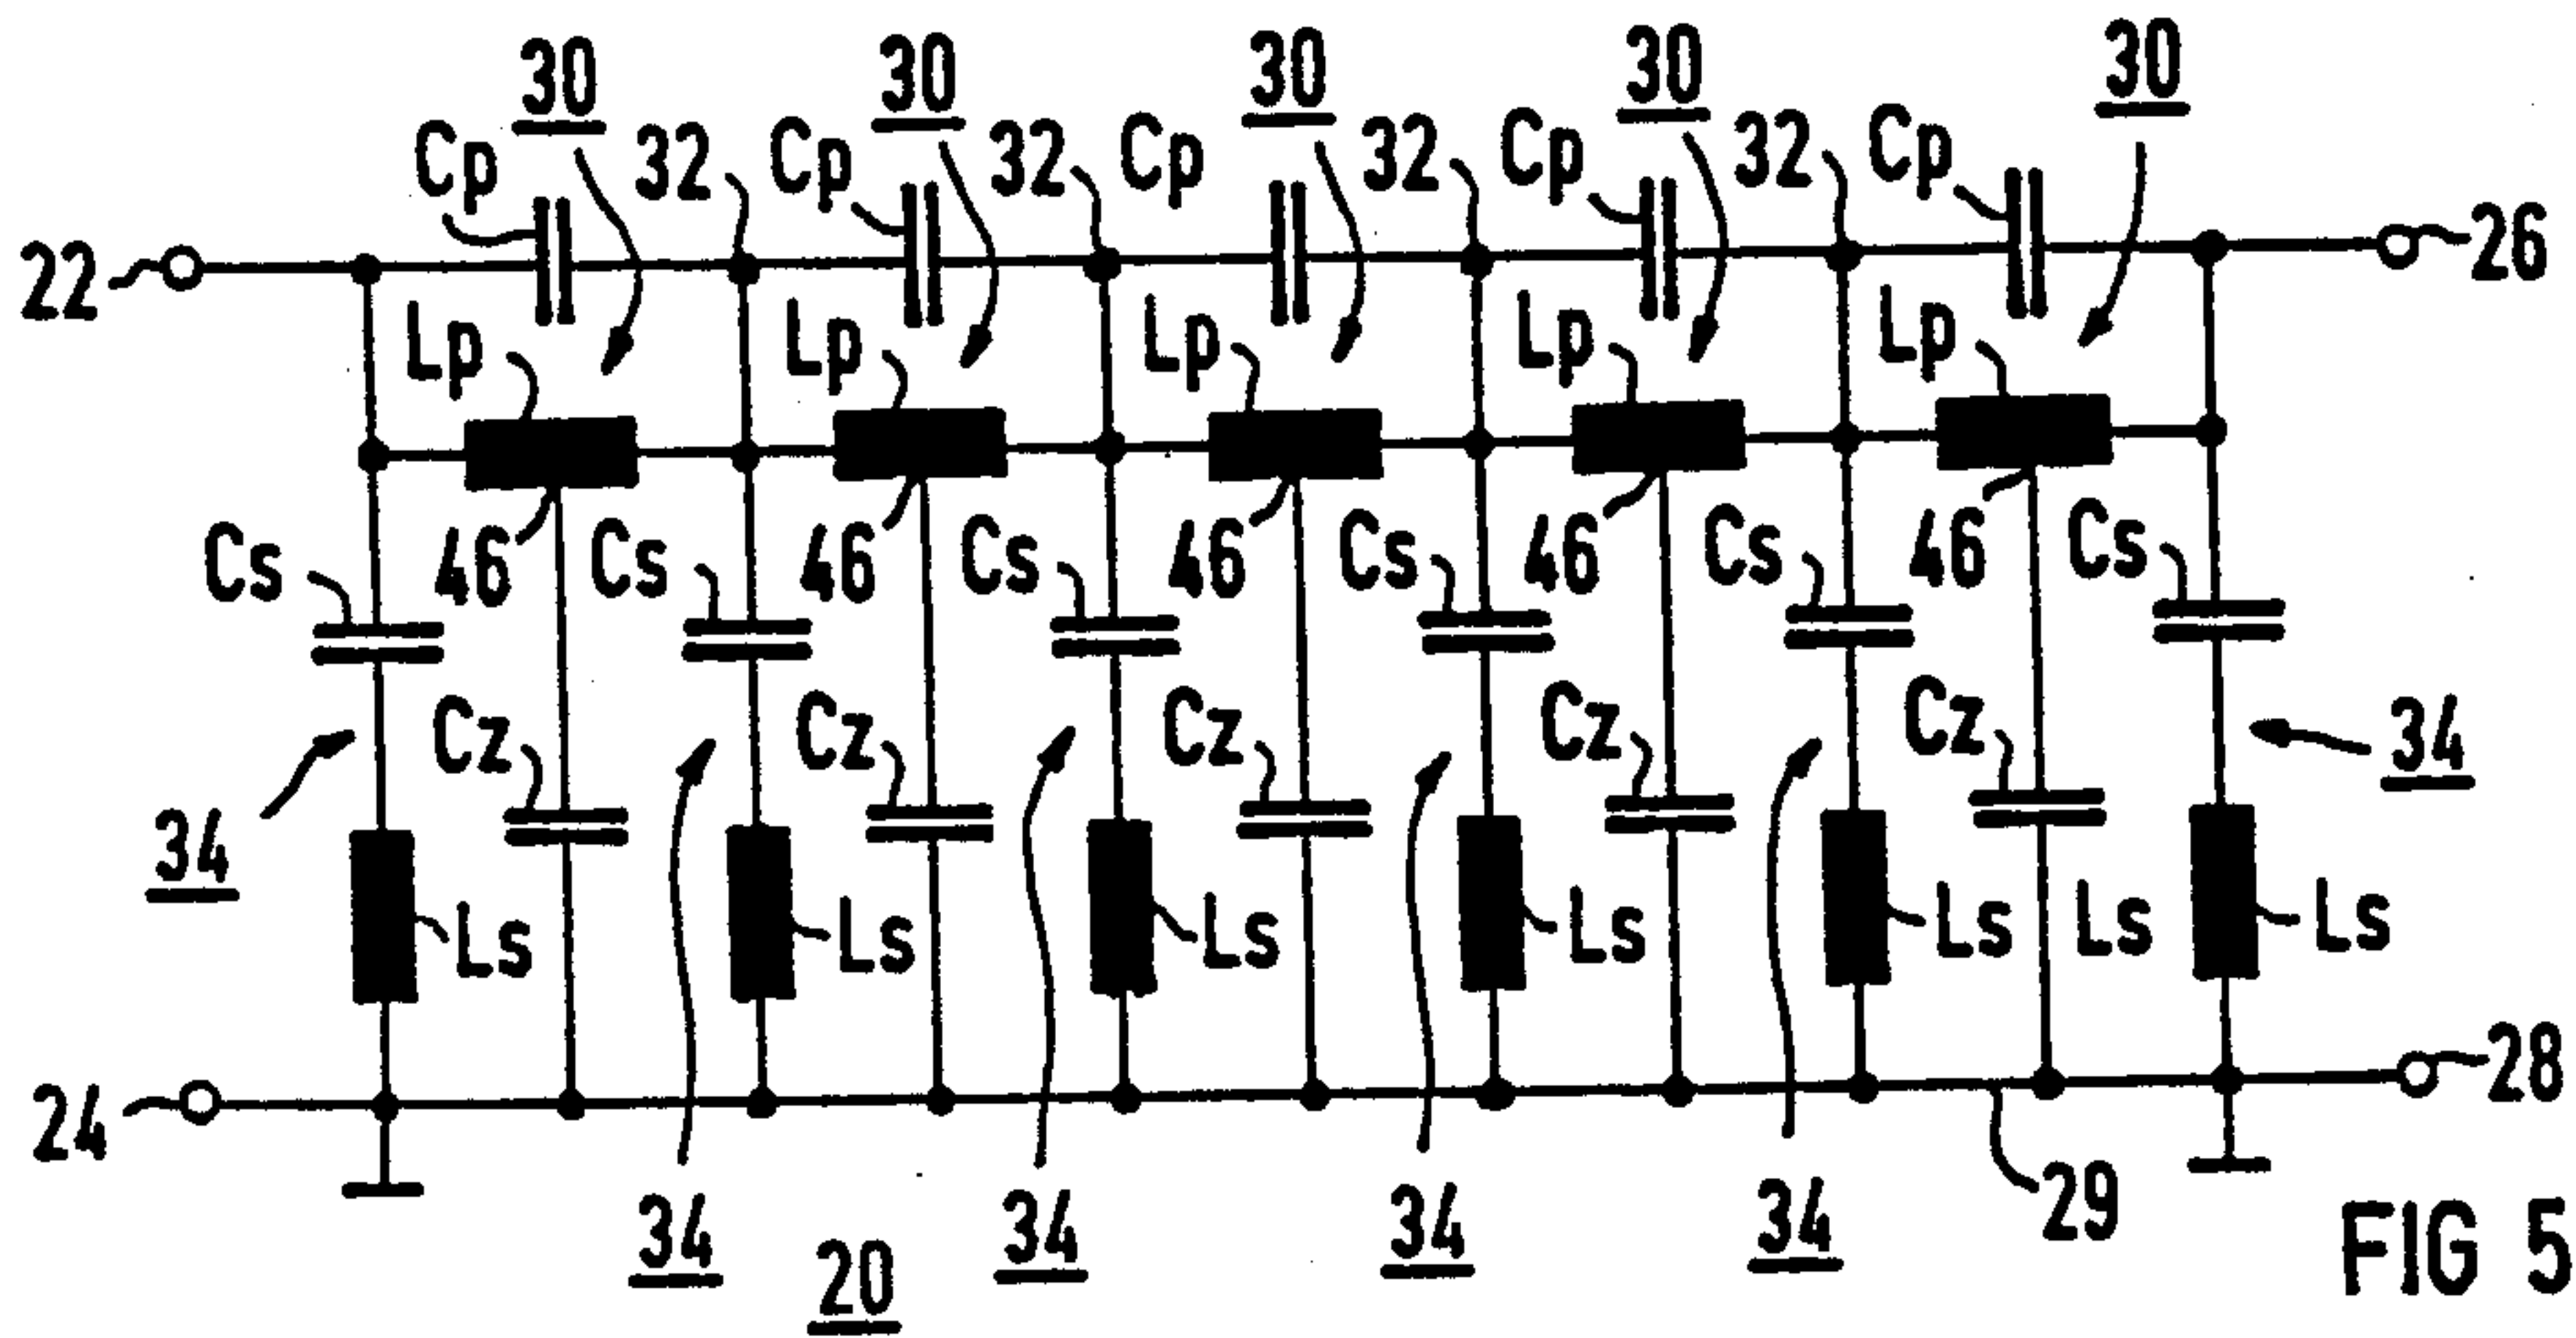 30 30 30 30 30
Cp 32 Cp 32 Cp 32 Cp 32 Cp
22 26
Lp Lp Lp Lp Lp
Cs 46 Cs 46 Cs 46 Cs 46 Cs 46 Cs
Cz Cz Cz Cz Cz 34
34
Ls Ls Ls Ls Ls Ls Ls
24 28
34 34 34 34 29
20
FIG 5